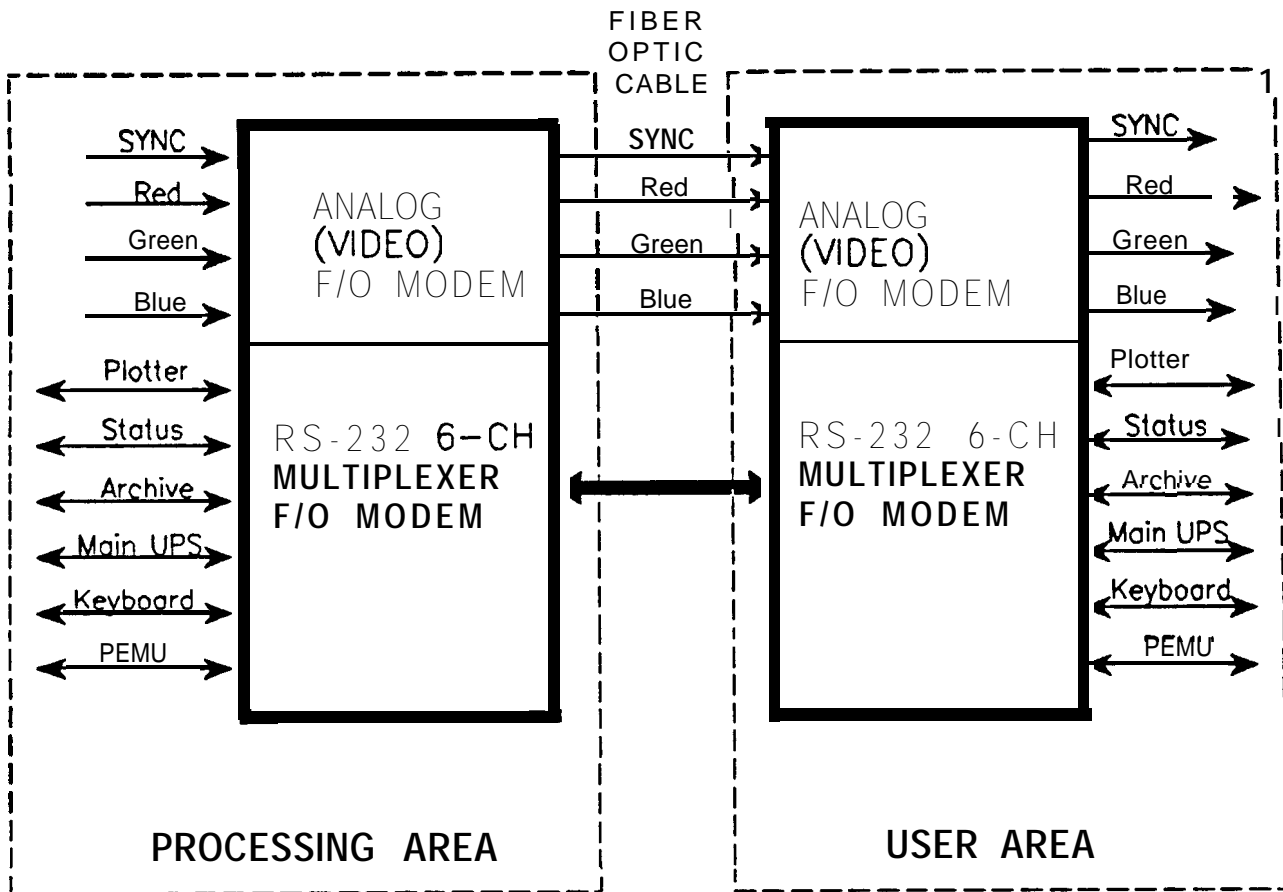 FIBER
OPTIC
CABLE
SYNC
Red
Green
Blue
Plotter
Status
Archive
Main UPS
Keyboard
PEMU
ANALOG
(VIDEO)
F/O MODEM
RS-232 6-CH
MULTIPLEXER
F/O MODEM
SYNC
Red
Green
Blue
ANALOG
(VIDEO)
F/O MODEM
RS-232 6-CH
MULTIPLEXER
F/O MODEM
SYNC
Red
Green
Blue
Plotter
Status
Archive
Main UPS
Keyboard
PEMU
PROCESSING AREA
USER AREA